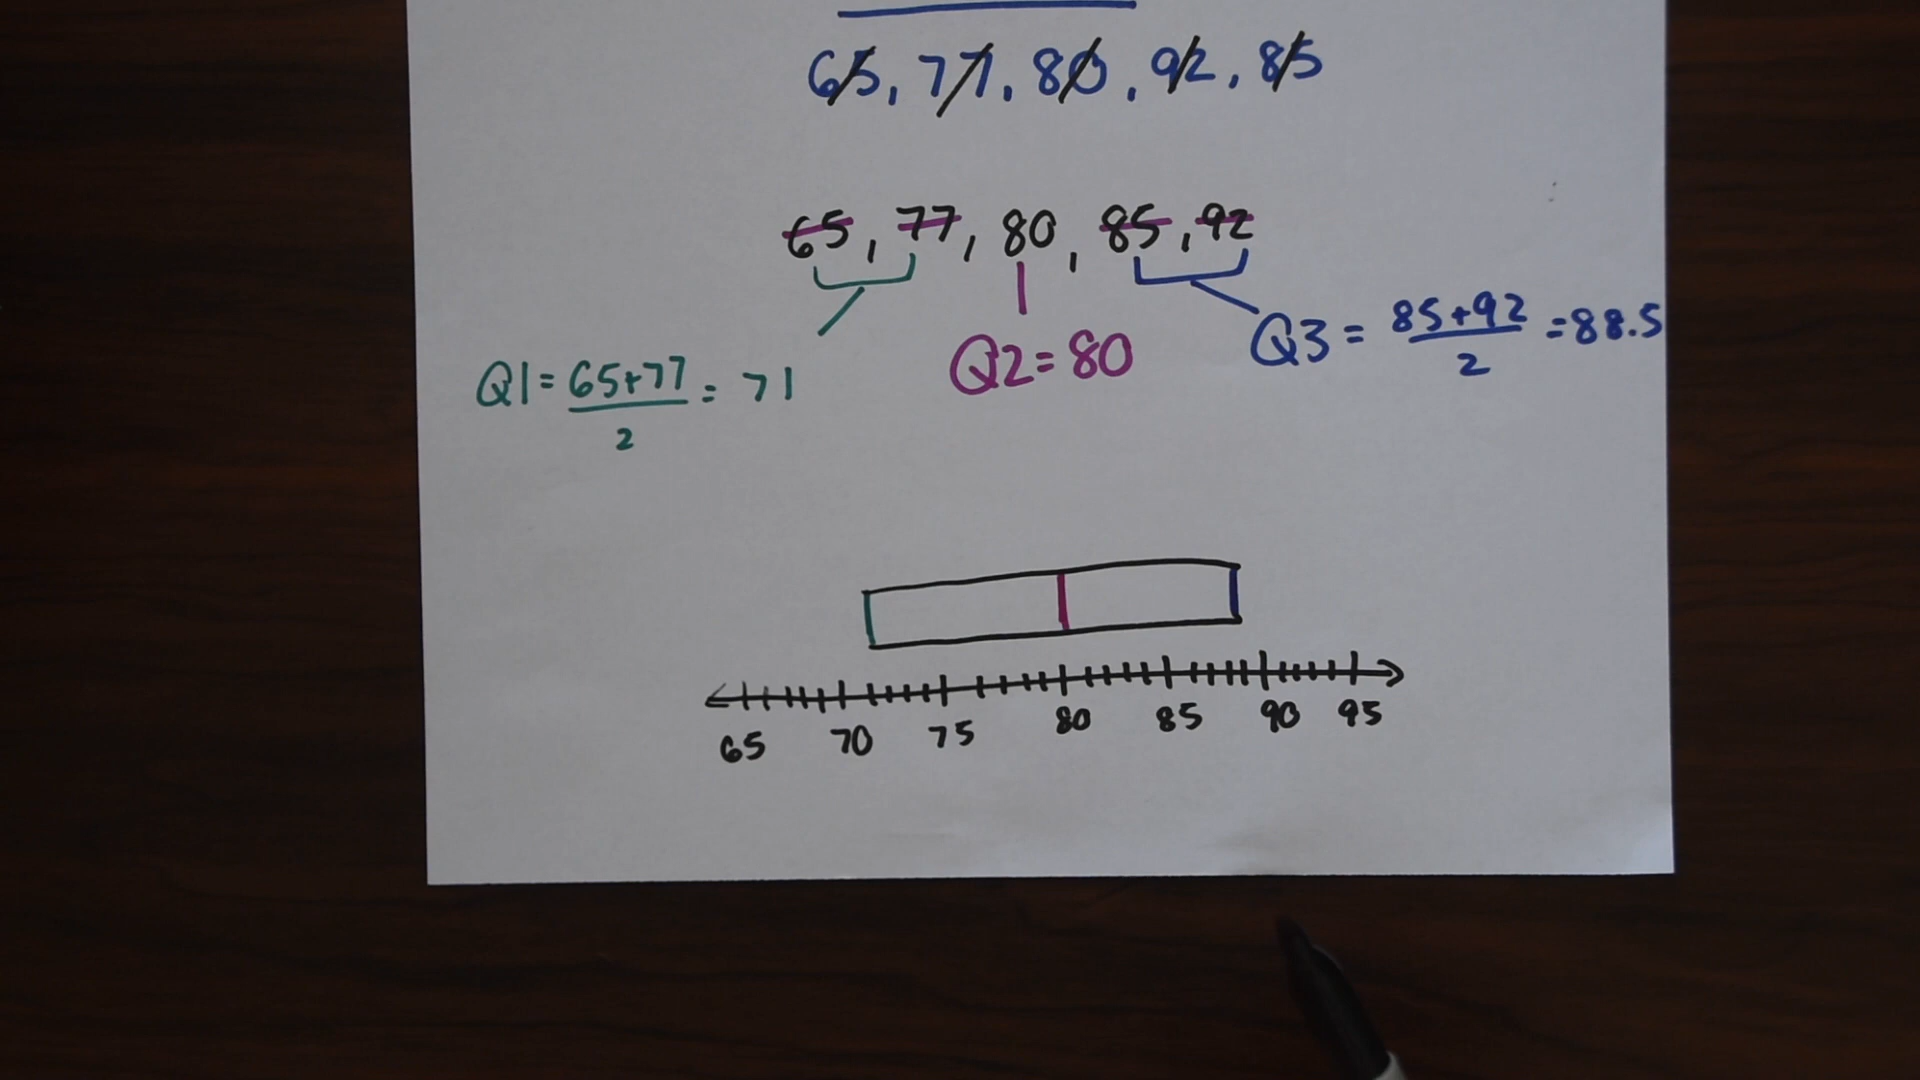 65, 77, 80, 92, 85
65, 77, 80, 85, 92
Q1 = 65+77/2 = 71
Q2 = 80
Q3 = 85+92/2 = 88.5
65 70 75 80 85 90 95